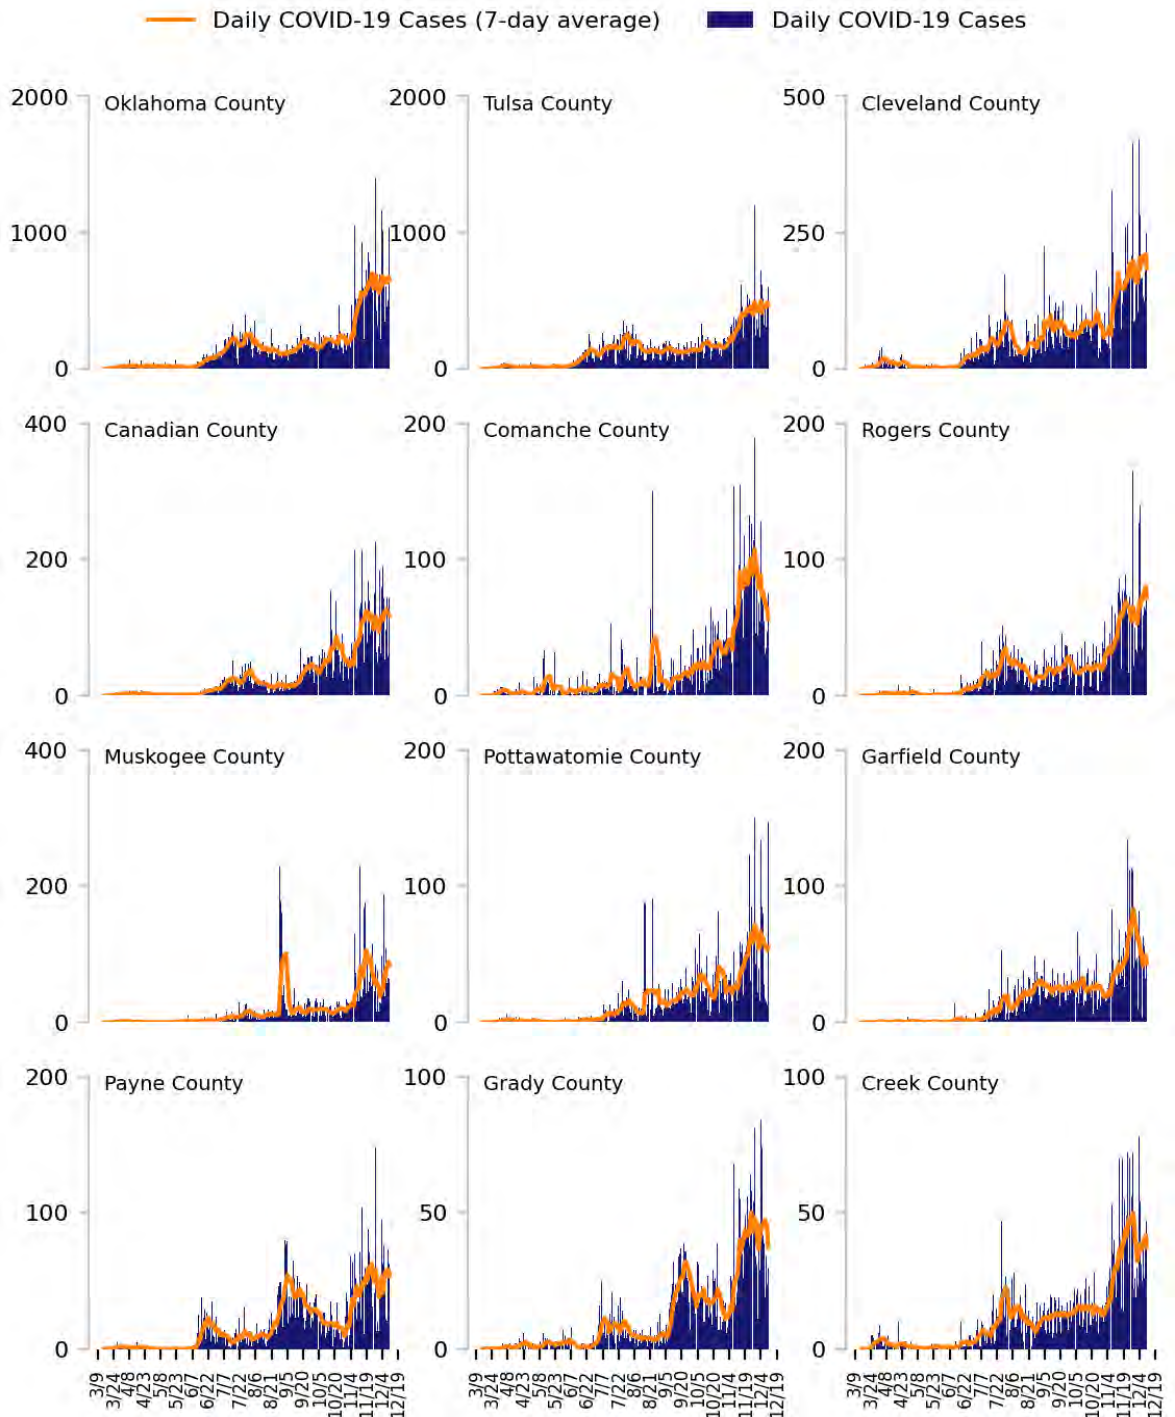 Daily COVID-19 Cases (7-day average) Daily COVID-19 Cases
2000 Oklahoma County 2000 Tulsa County 500 Cleveland County
1000 1000 250
0 0 0
400 Canadian County 200 Comanche County 200 Rogers County
200 100 100
0 0 0
400 Muskogee County 200 Pottawatomie County 200 Garfield County
200 100 100
0 0 0
200 Payne County 100 Grady County 100 Creek County
100 50 50
0 0 0
3/9 3/24 4/8 4/23 5/8 5/23 6/7 6/22 7/7 7/22 8/6 8/21 9/5 9/20 10/5 10/20 11/4 11/19 12/4 12/19 3/9 3/24 4/8 4/23 5/8 5/23 6/7 6/22 7/7 7/22 8/6 8/21 9/5 9/20 10/5 10/20 11/4 11/19 12/4 12/19 3/9 3/24 4/8 4/23 5/8 5/23 6/7 6/22 7/7 7/22 8/6 8/21 9/5 9/20 10/5 10/20 11/4 11/19 12/4 12/19